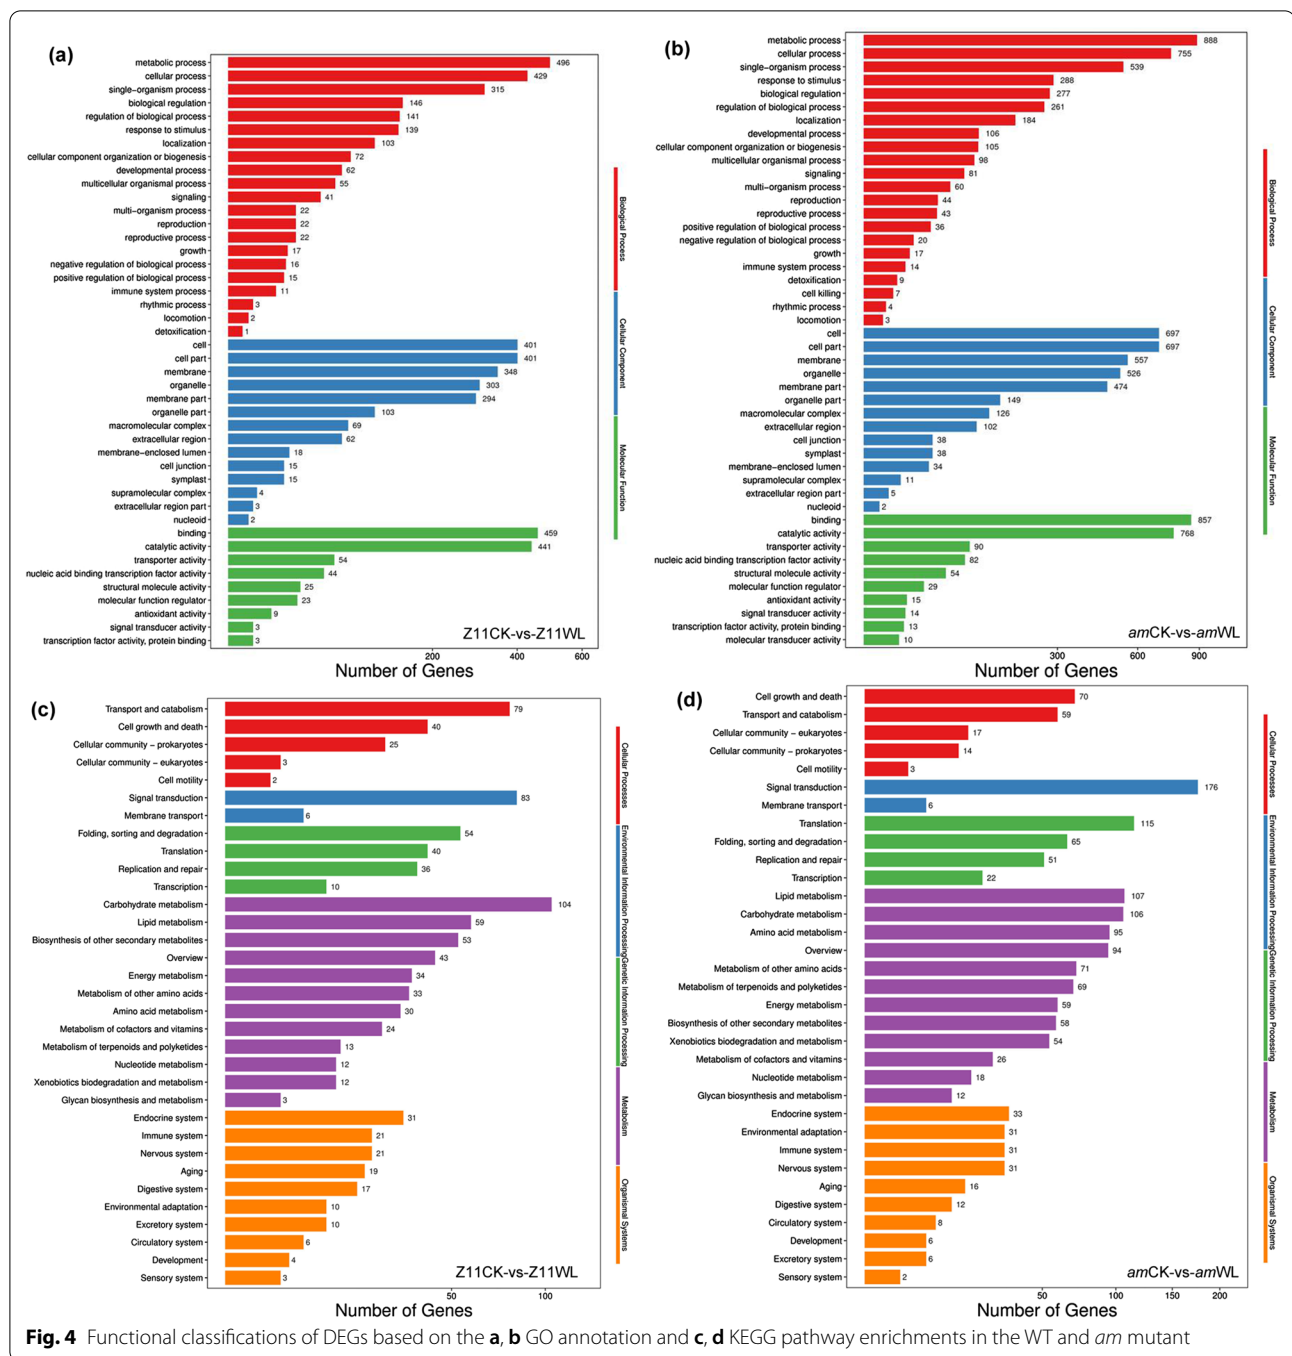 (a)
metabolic process 496
cellular process 429
single-organism process 315
biological regulation 146
regulation of biological process 141
response to stimulus 139
localization 103
cellular component organization or biogenesis 72
developmental process 62
multicellular organismal process 55
signaling 41
multi-organism process 22
reproduction 22
reproductive process 22
growth 17
negative regulation of biological process 16
positive regulation of biological process 15
immune system process 11
rhythmic process 3
locomotion 2
detoxification 1
cell 401
cell part 401
membrane 348
organelle 303
membrane part 294
organelle part 103
macromolecular complex 69
extracellular region 62
membrane-enclosed lumen 18
cell junction 15
symplast 15
supramolecular complex 4
extracellular region part 3
nucleoid 2
binding 459
catalytic activity 441
transporter activity 54
nucleic acid binding transcription factor activity 44
structural molecule activity 25
molecular function regulator 23
antioxidant activity 9
signal transducer activity 3
transcription factor activity, protein binding 3
Z11CK-vs-Z11WL
200 400 600
Number of Genes
Biological Process
Cellular Component
Molecular Function
(b)
metabolic process 888
cellular process 755
single-organism process 539
response to stimulus 288
biological regulation 277
regulation of biological process 261
localization 184
developmental process 106
cellular component organization or biogenesis 105
multicellular organismal process 98
signaling 81
multi-organism process 60
reproduction 44
reproductive process 43
positive regulation of biological process 36
negative regulation of biological process 20
growth 17
immune system process 14
detoxification 9
cell killing 7
rhythmic process 4
locomotion 3
cell 697
cell part 697
membrane 557
organelle 526
membrane part 474
organelle part 149
macromolecular complex 126
extracellular region 102
cell junction 38
symplast 38
membrane-enclosed lumen 34
supramolecular complex 11
extracellular region part 5
nucleoid 2
binding 857
catalytic activity 768
transporter activity 90
nucleic acid binding transcription factor activity 82
structural molecule activity 54
molecular function regulator 29
antioxidant activity 15
signal transducer activity 14
transcription factor activity, protein binding 13
molecular transducer activity 10
amCK-vs-amWL
300 600 900
Number of Genes
Biological Process
Cellular Component
Molecular Function
(c)
Transport and catabolism 79
Cell growth and death 40
Cellular community – prokaryotes 25
Cellular community – eukaryotes 3
Cell motility 2
Signal transduction 83
Membrane transport 6
Folding, sorting and degradation 54
Translation 40
Replication and repair 36
Transcription 10
Carbohydrate metabolism 104
Lipid metabolism 59
Biosynthesis of other secondary metabolites 53
Overview 43
Energy metabolism 34
Metabolism of other amino acids 33
Amino acid metabolism 30
Metabolism of cofactors and vitamins 24
Metabolism of terpenoids and polyketides 13
Nucleotide metabolism 12
Xenobiotics biodegradation and metabolism 12
Glycan biosynthesis and metabolism 3
Endocrine system 31
Immune system 21
Nervous system 21
Aging 19
Digestive system 17
Environmental adaptation 10
Excretory system 10
Circulatory system 6
Development 4
Sensory system 3
Z11CK-vs-Z11WL
50 100
Number of Genes
Cellular Processes
Environmental Information Processing
Genetic Information Processing
Metabolism
Organismal Systems
(d)
Cell growth and death 70
Transport and catabolism 59
Cellular community – eukaryotes 17
Cellular community – prokaryotes 14
Cell motility 3
Signal transduction 176
Membrane transport 6
Translation 115
Folding, sorting and degradation 65
Replication and repair 51
Transcription 22
Lipid metabolism 107
Carbohydrate metabolism 106
Amino acid metabolism 95
Overview 94
Metabolism of other amino acids 71
Metabolism of terpenoids and polyketides 69
Energy metabolism 59
Biosynthesis of other secondary metabolites 58
Xenobiotics biodegradation and metabolism 54
Metabolism of cofactors and vitamins 26
Nucleotide metabolism 18
Glycan biosynthesis and metabolism 12
Endocrine system 33
Environmental adaptation 31
Immune system 31
Nervous system 31
Aging 16
Digestive system 12
Circulatory system 8
Development 6
Excretory system 6
Sensory system 2
amCK-vs-amWL
50 100 150 200
Number of Genes
Cellular Processes
Environmental Information Processing
Genetic Information Processing
Metabolism
Organismal Systems
Fig. 4 Functional classifications of DEGs based on the a, b GO annotation and c, d KEGG pathway enrichments in the WT and am mutant